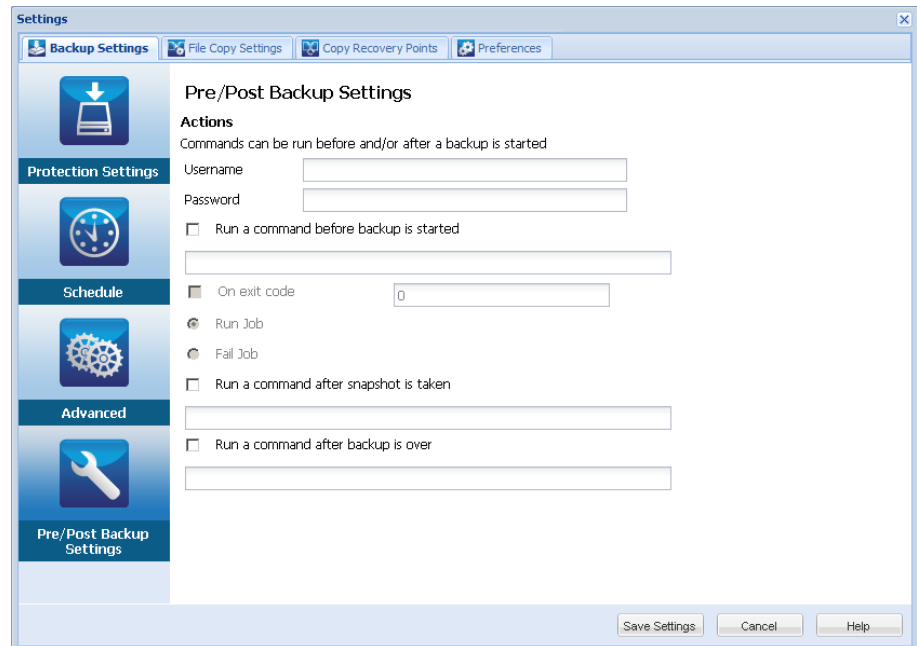 Settings
Backup Settings
File Copy Settings
Copy Recovery Points
Preferences
Protection Settings
Schedule
Advanced
Pre/Post Backup
Settings
Pre/Post Backup Settings
Actions
Commands can be run before and/or after a backup is started
Username
Password
Run a command before backup is started
On exit code
0
Run Job
Fail Job
Run a command after snapshot is taken
Run a command after backup is over
Save Settings
Cancel
Help